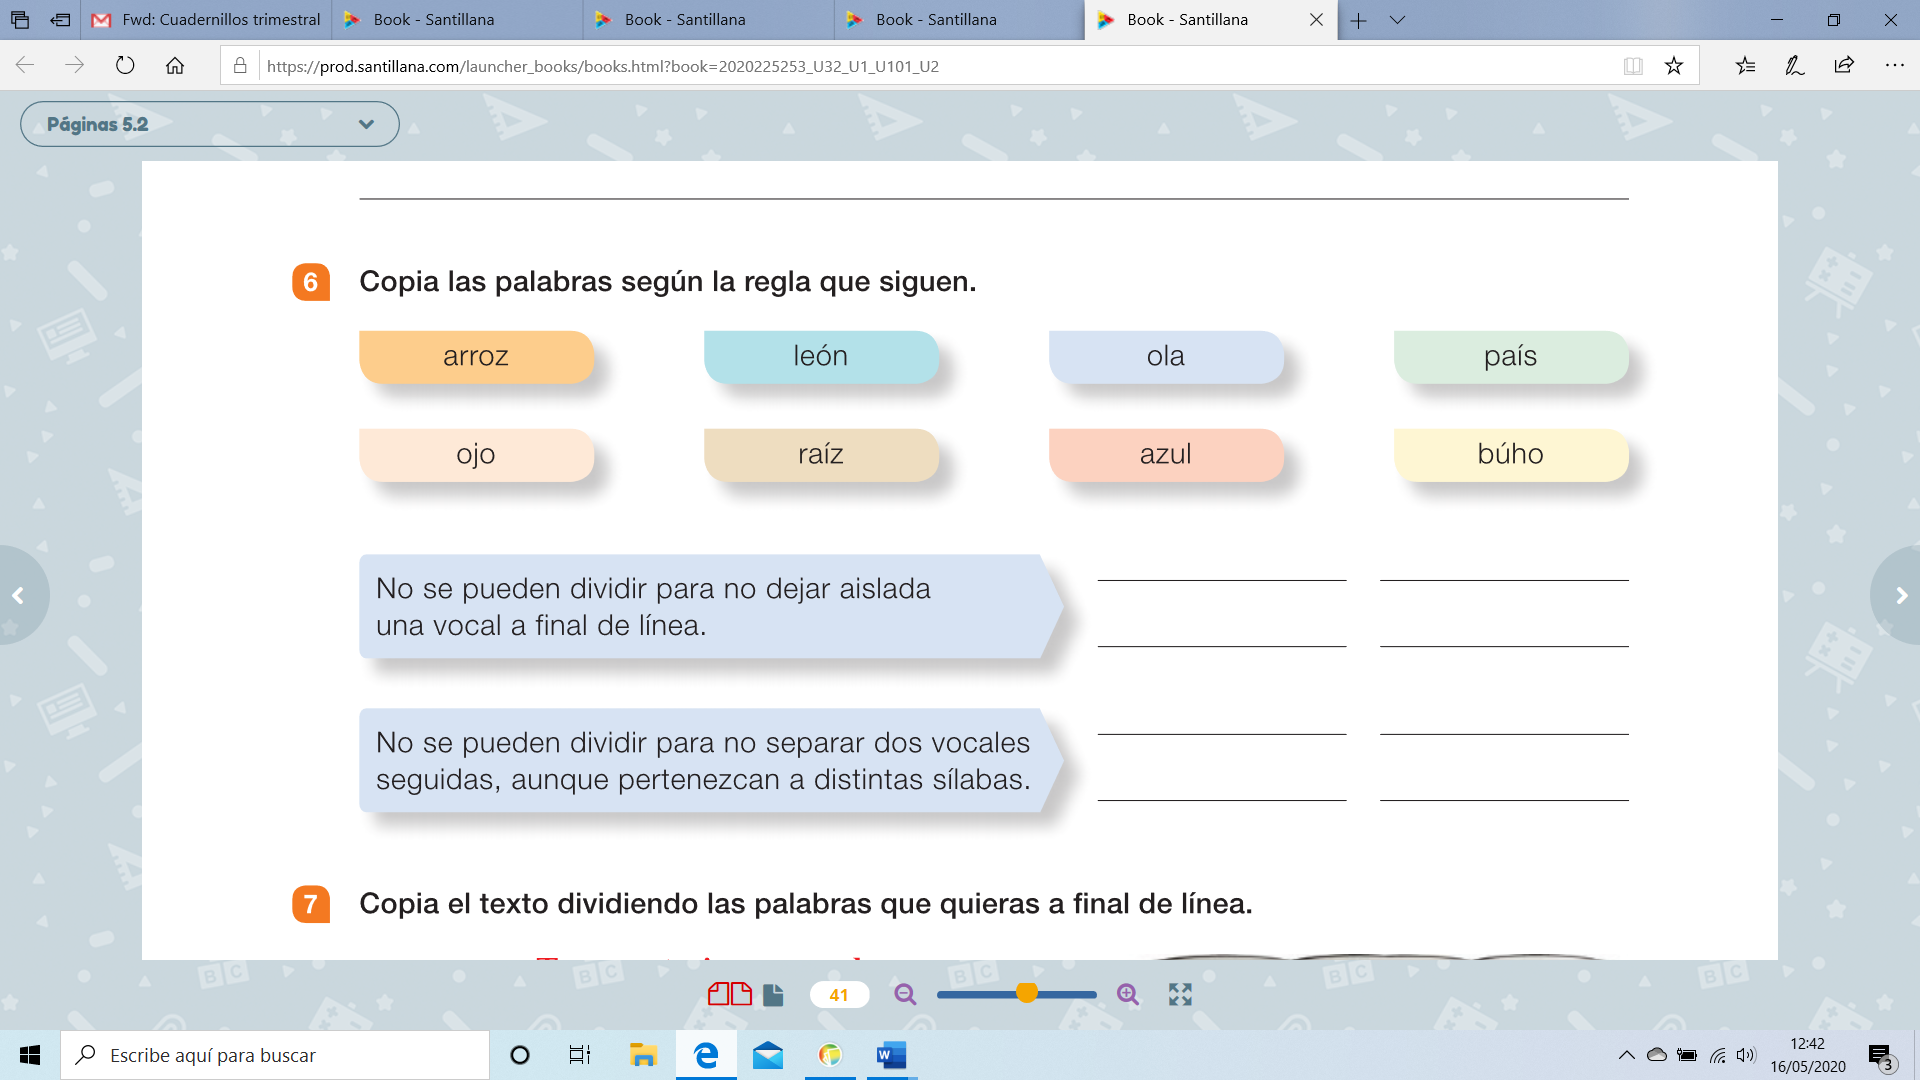 Fwd: Cuadernillos trimestral
Book - Santillana
Book - Santillana
Book - Santillana
Book - Santillana
https://prod.santillana.com/launcher_books/books.html?book=2020225253_U32_U1_U101_U2
Páginas 5.2
6 Copia las palabras según la regla que siguen.
arroz león ola país
ojo raíz azul búho
No se pueden dividir para no dejar aislada
una vocal a final de línea.
No se pueden dividir para no separar dos vocales
seguidas, aunque pertenezcan a distintas sílabas.
7 Copia el texto dividiendo las palabras que quieras a final de línea.
41
Escribe aquí para buscar
12:42
16/05/2020
3